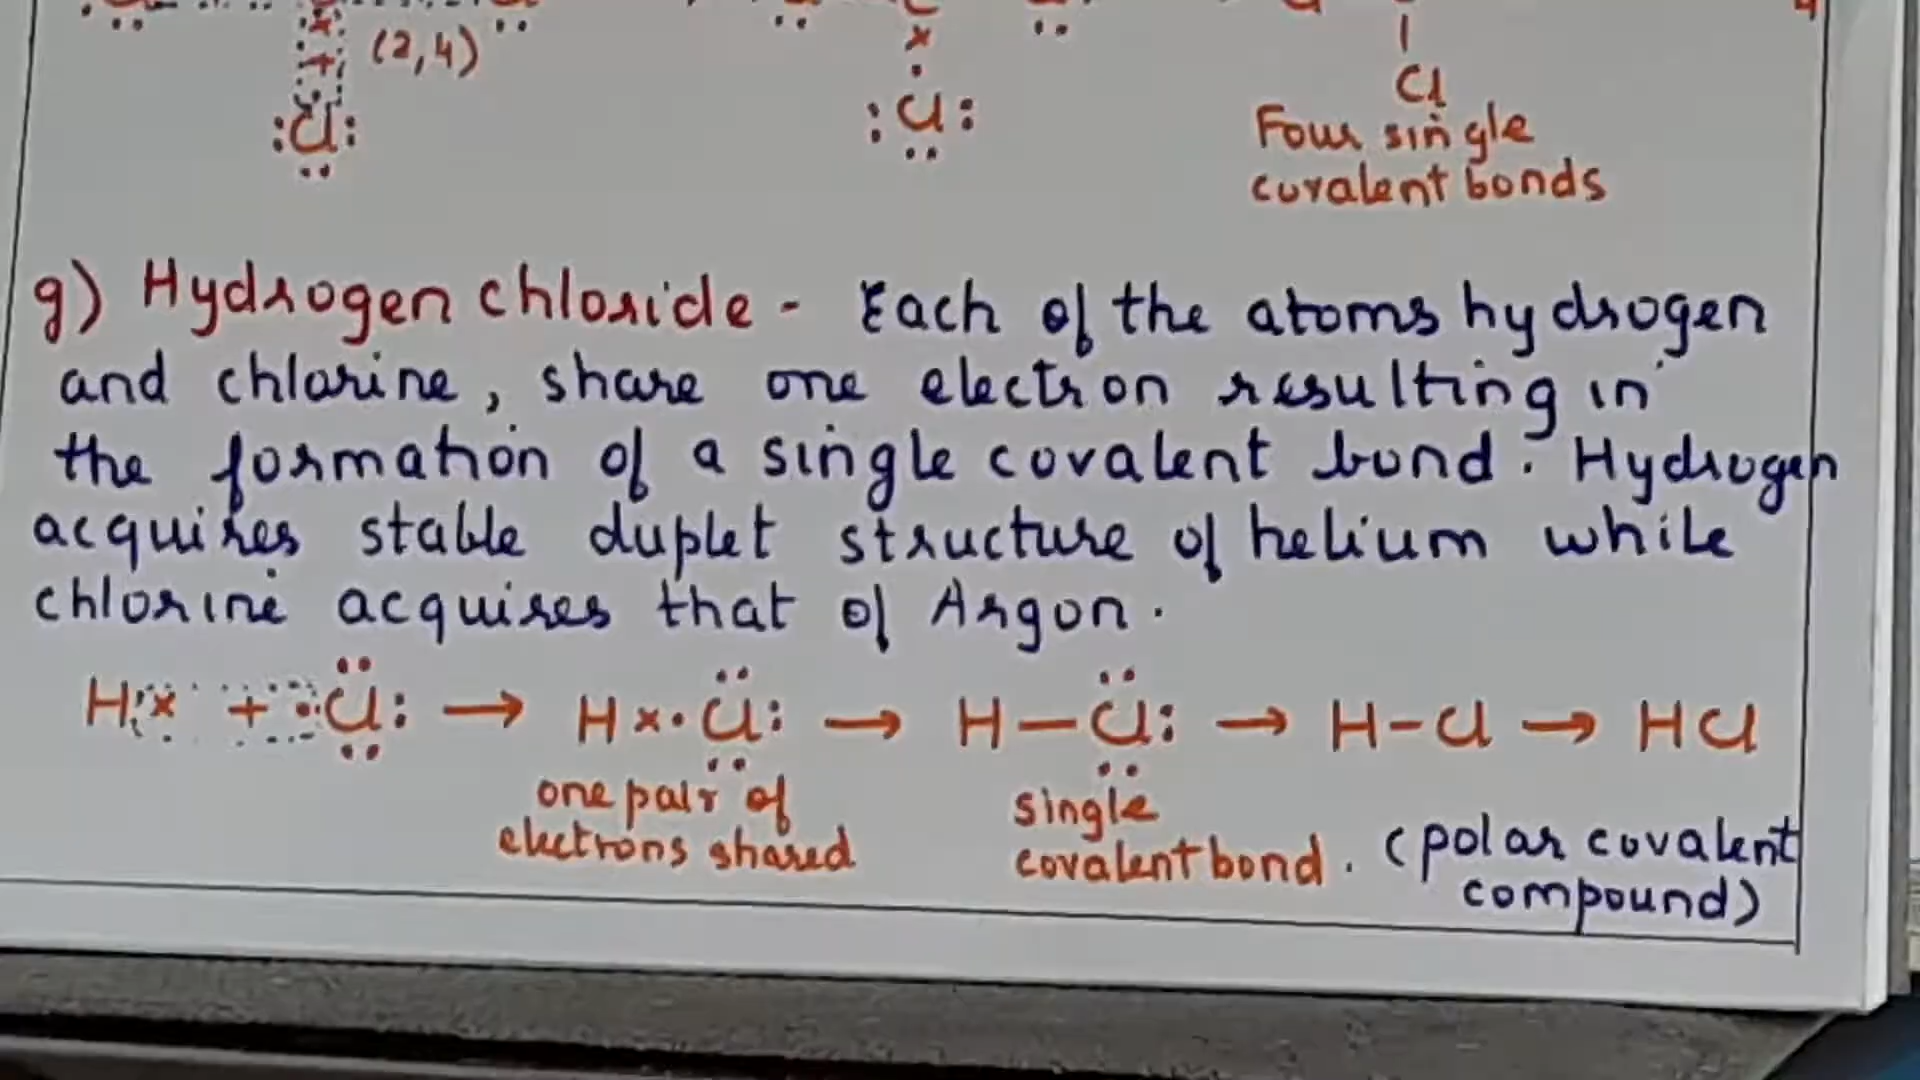 (2,4)
Cl
:Cl:
:Cl:
Four single
covalent bonds
g) Hydrogen chloride - Each of the atoms hydrogen
and chlorine, share one electron resulting in
the formation of a single covalent bond. Hydrogen
acquires stable duplet structure of helium while
chlorine acquires that of Argon.
H× + ·Cl: → H×·Cl: → H—Cl: → H-Cl → HCl
one pair of
electrons shared
single
covalent bond.
(polar covalent
compound)